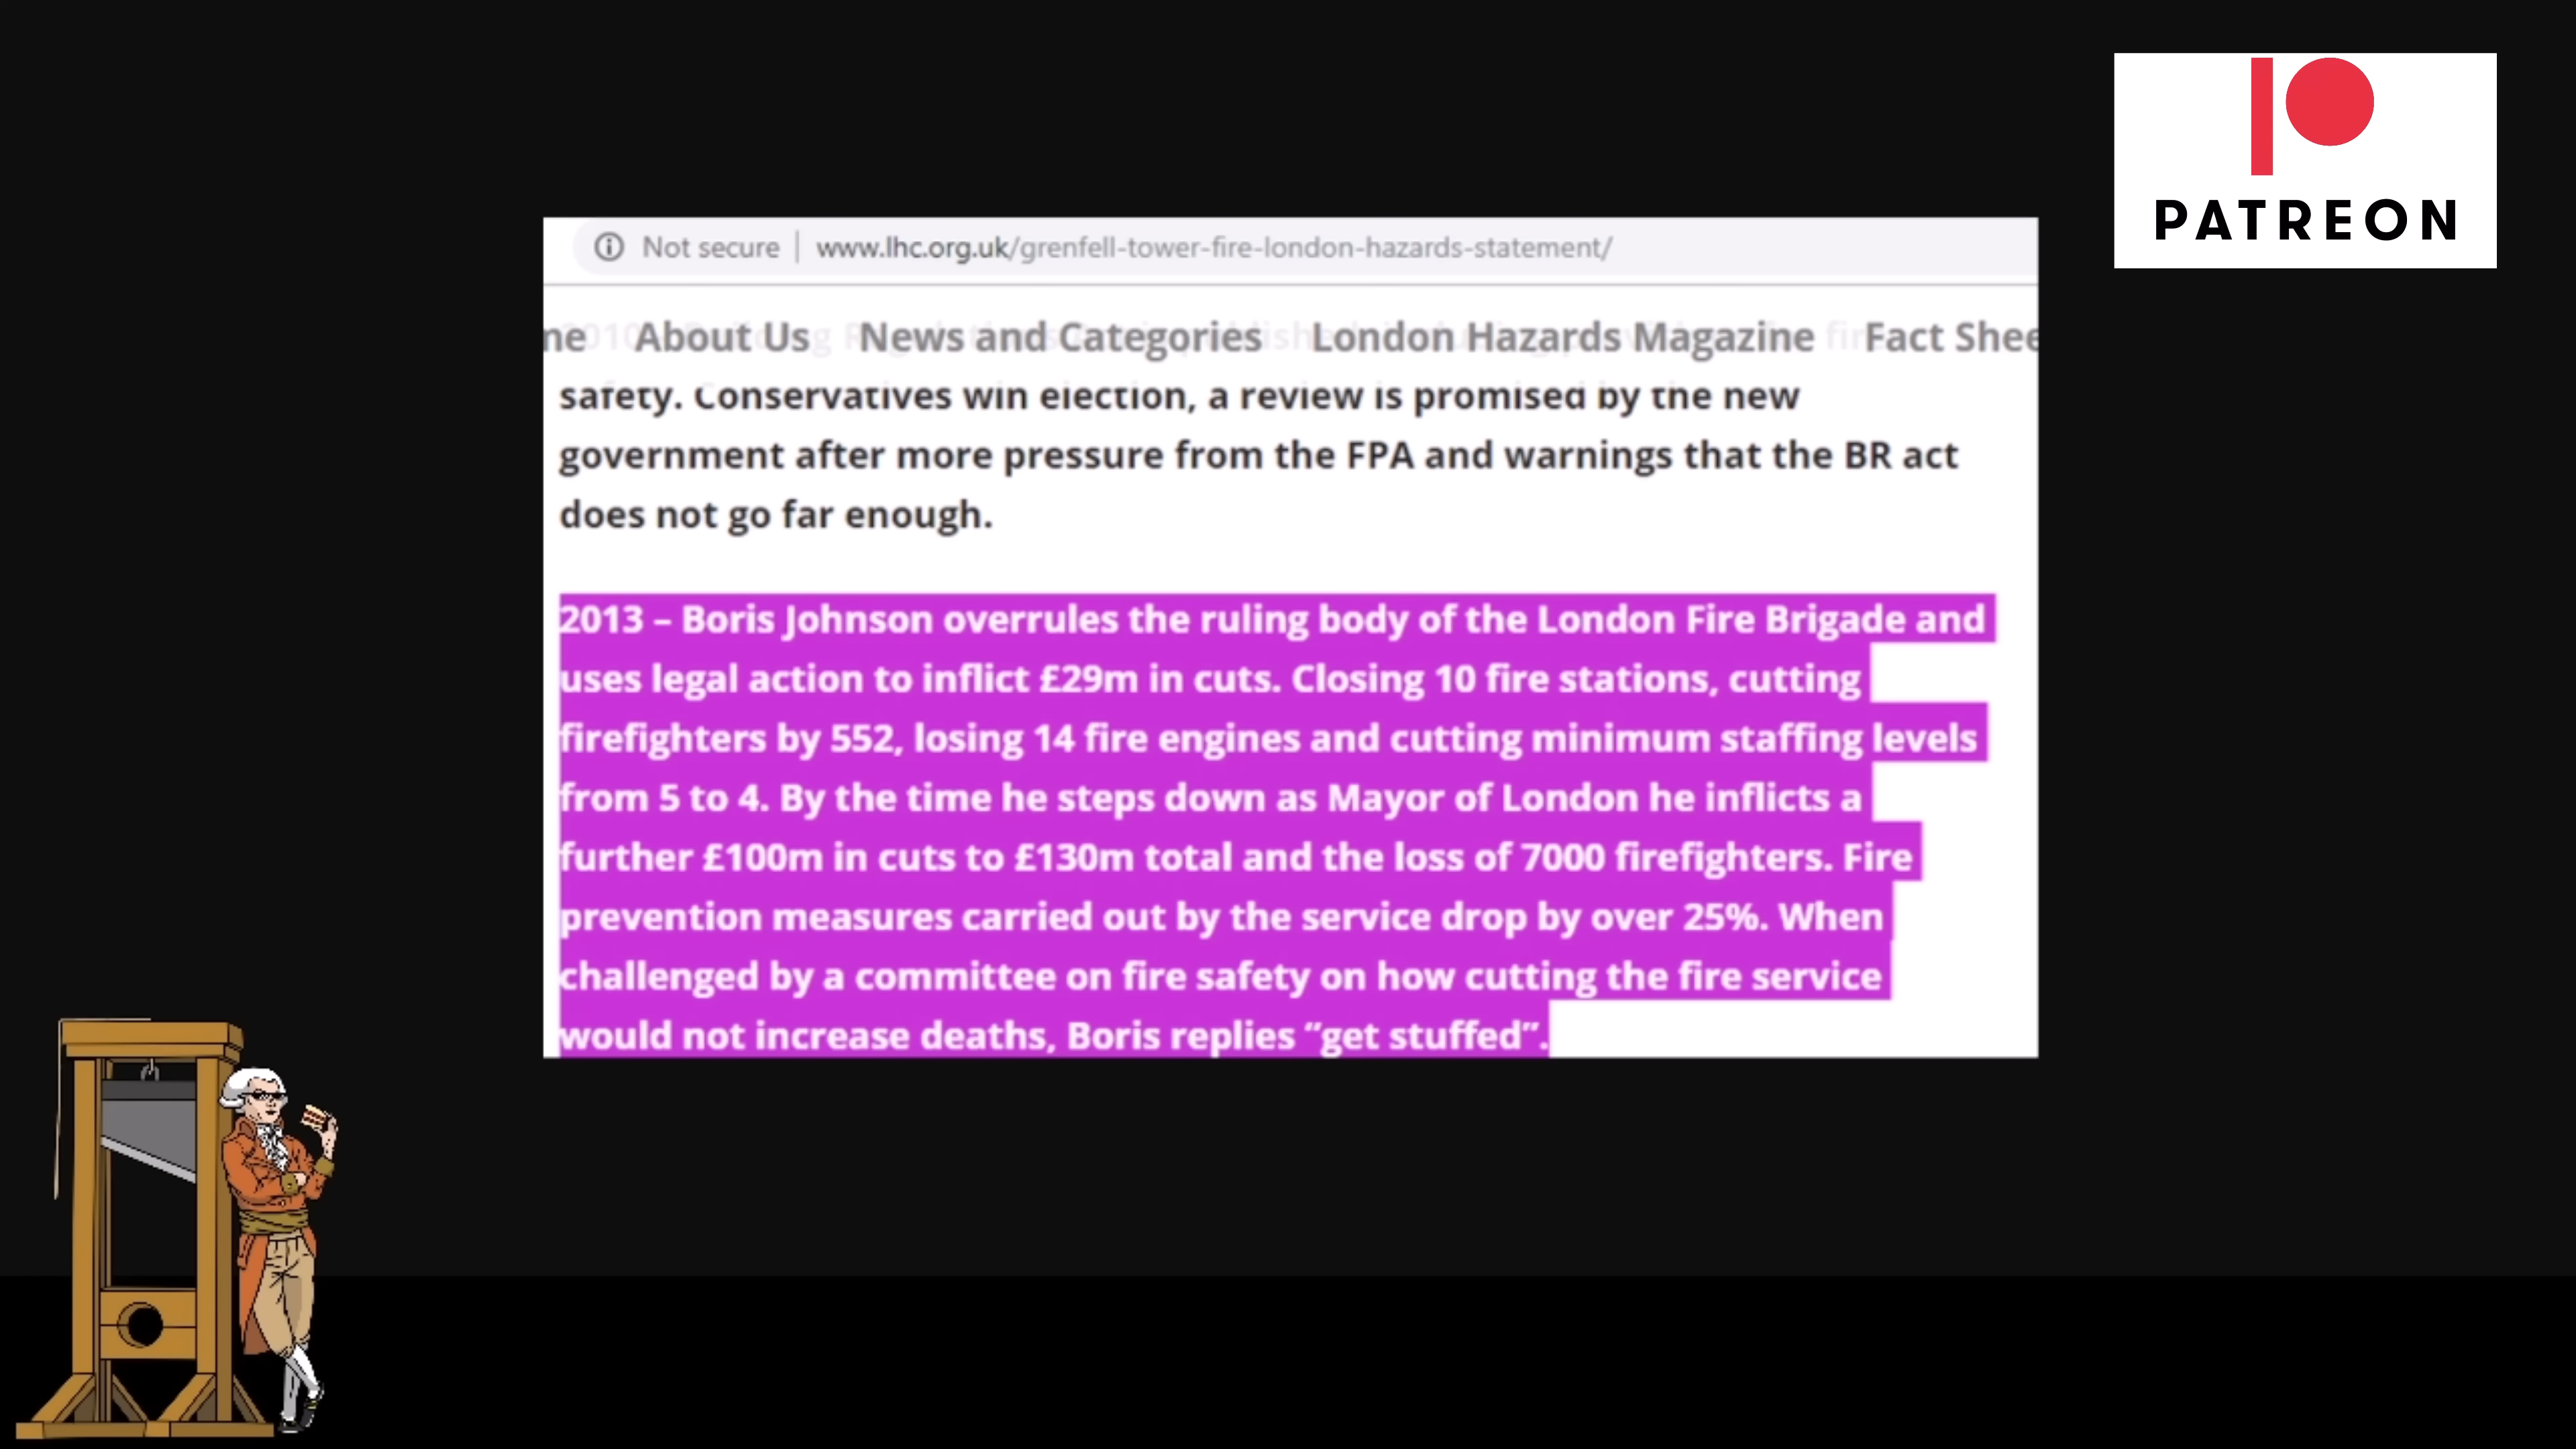 PATREON
Not secure | www.lhc.org.uk/grenfell-tower-fire-london-hazards-statement/
ne About Us News and Categories London Hazards Magazine Fact Shee
safety. Conservatives win election, a review is promised by the new
government after more pressure from the FPA and warnings that the BR act
does not go far enough.
2013 – Boris Johnson overrules the ruling body of the London Fire Brigade and
uses legal action to inflict £29m in cuts. Closing 10 fire stations, cutting
firefighters by 552, losing 14 fire engines and cutting minimum staffing levels
from 5 to 4. By the time he steps down as Mayor of London he inflicts a
further £100m in cuts to £130m total and the loss of 7000 firefighters. Fire
prevention measures carried out by the service drop by over 25%. When
challenged by a committee on fire safety on how cutting the fire service
would not increase deaths, Boris replies “get stuffed”.